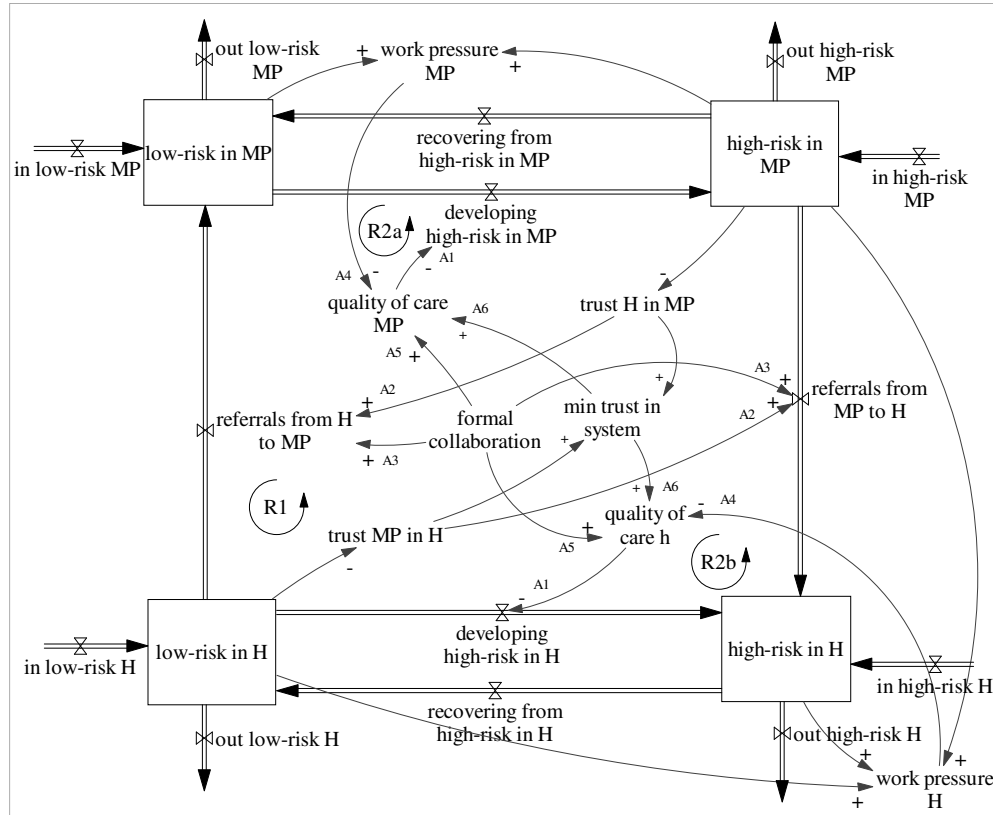 out low-risk
MP
+ work pressure
MP
+
out high-risk
MP
low-risk in MP
recovering from
high-risk in MP
high-risk in
MP
in low-risk MP
in high-risk
MP
developing
high-risk in MP
R2a
A1
-
A4 -
quality of care
MP
A6
+
-
trust H in MP
A5 +
A2
+
referrals from H
to MP
+ A3
formal
collaboration
+
min trust in
system
+
A3
+
+
A2
referrals from
MP to H
R1
trust MP in H
-
+ A6
- A4
quality of
care h
+
A5
R2b
A1
-
low-risk in H
developing
high-risk in H
high-risk in H
in low-risk H
in high-risk H
recovering from
high-risk in H
out low-risk H
out high-risk H
+
+
work pressure
H
+